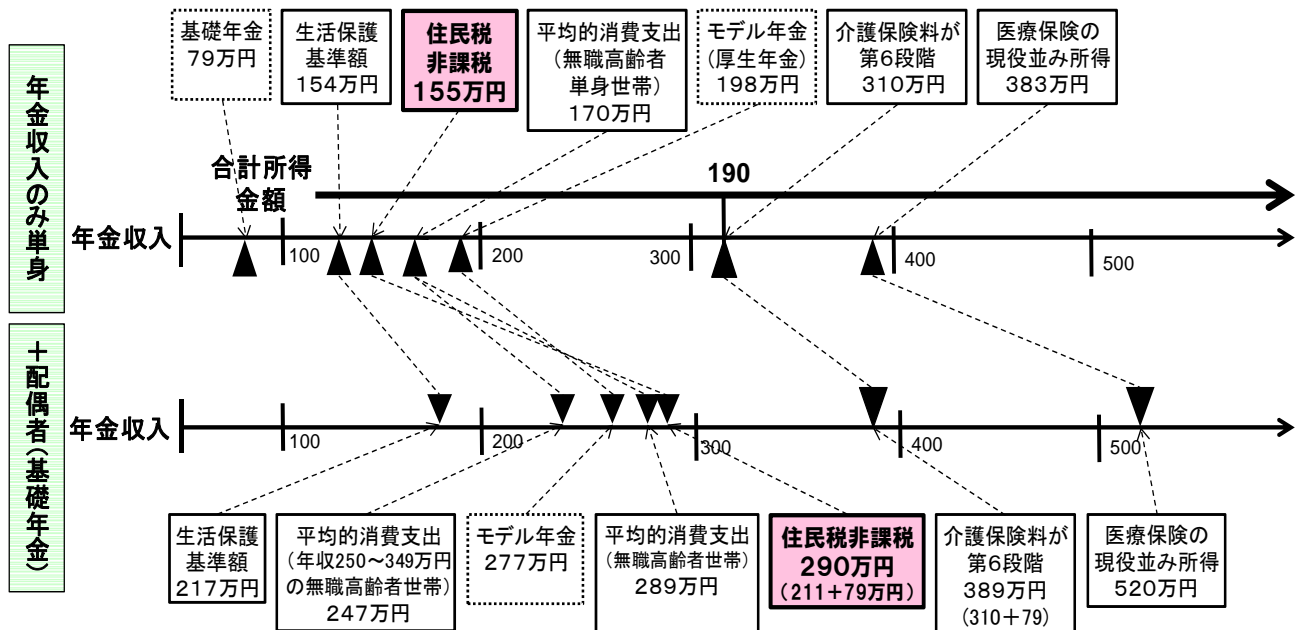 年金収入のみ単身
基礎年金
79万円
生活保護
基準額
154万円
住民税
非課税
155万円
平均的消費支出
(無職高齢者
単身世帯)
170万円
モデル年金
(厚生年金)
198万円
介護保険料が
第6段階
310万円
医療保険の
現役並み所得
383万円
合計所得
金額
190
年金収入
100
200
300
400
500
+配偶者(基礎年金)
年金収入
100
200
300
400
500
生活保護
基準額
217万円
平均的消費支出
(年収250~349万円
の無職高齢者世帯)
247万円
モデル年金
277万円
平均的消費支出
(無職高齢者世帯)
289万円
住民税非課税
290万円
(211+79万円)
介護保険料が
第6段階
389万円
(310+79)
医療保険の
現役並み所得
520万円